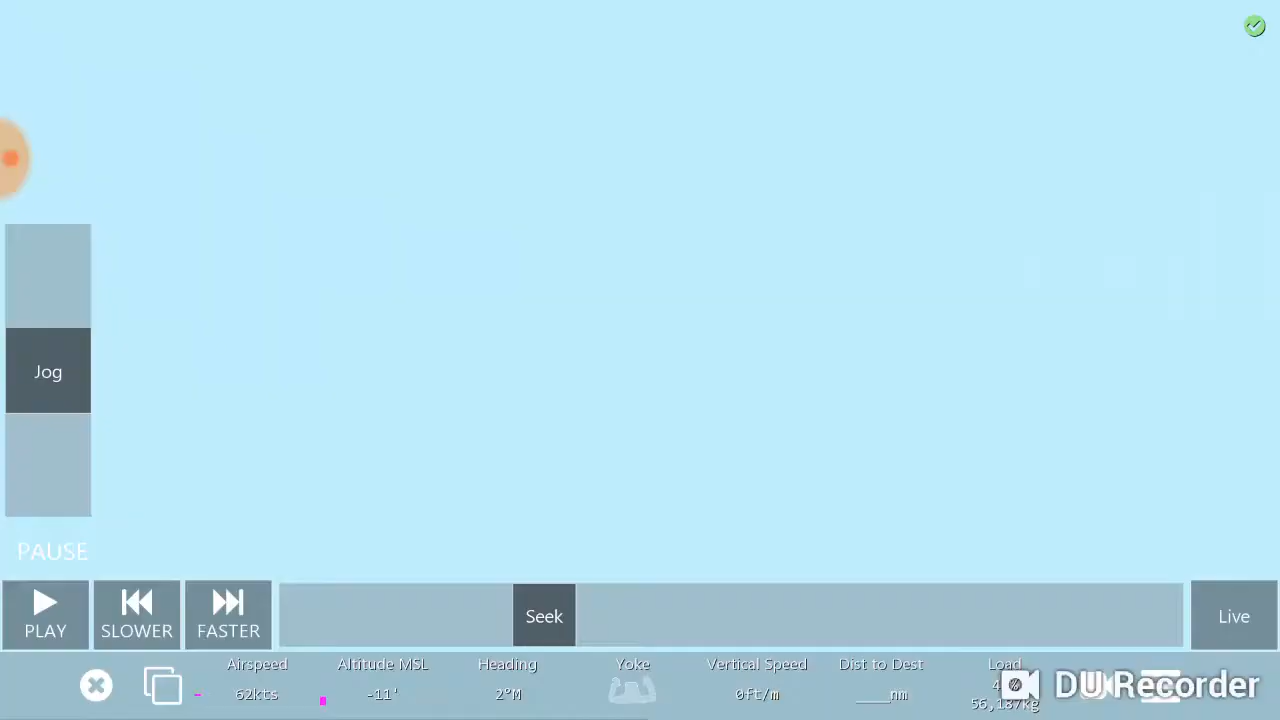 Jog
PAUSE
PLAY SLOWER FASTER Seek Live
Airspeed Altitude MSL Heading Yoke Vertical Speed Dist to Dest Load
62kts -11' 2°M 0ft/m ____nm
56,187kg
DU Recorder